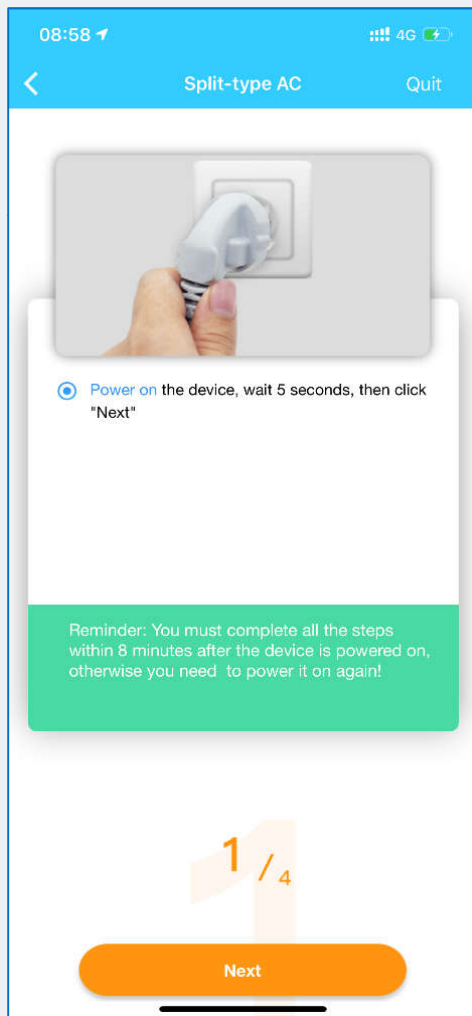 08:58
4G
Split-type AC
Quit
Power on the device, wait 5 seconds, then click
"Next"
Reminder: You must complete all the steps
within 8 minutes after the device is powered on,
otherwise you need to power it on again!
1
1 / 4
Next